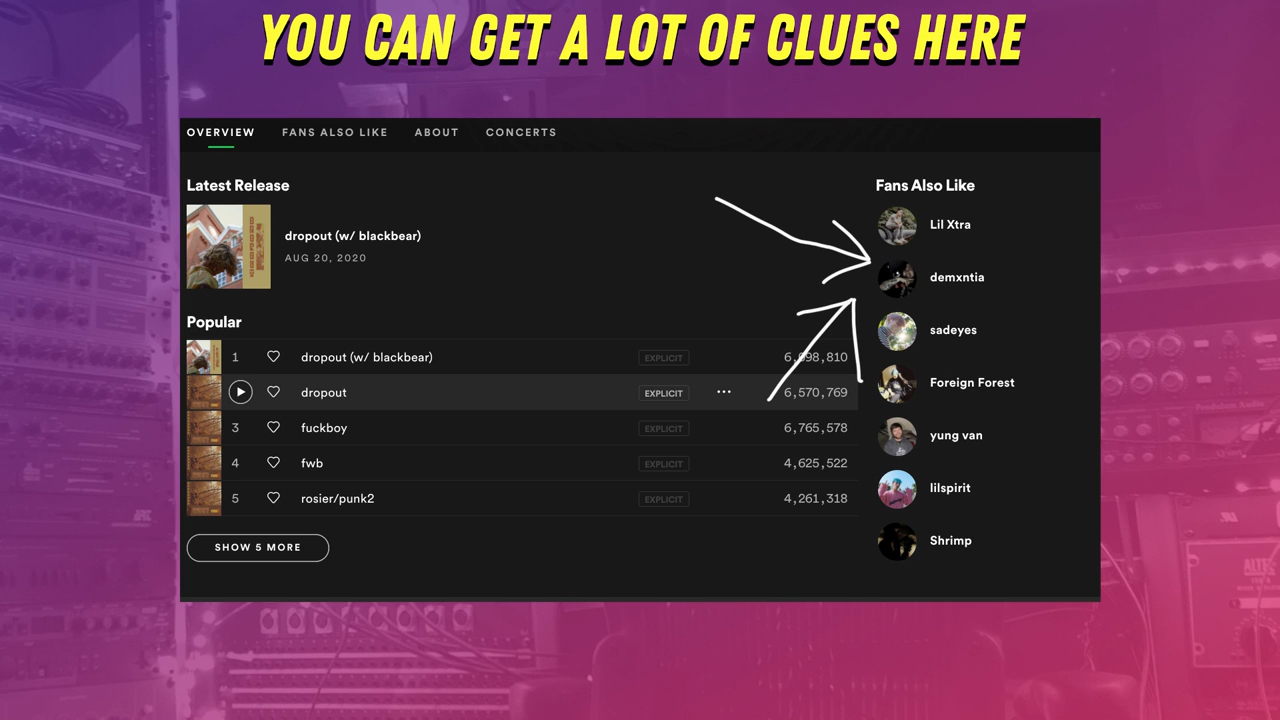 YOU CAN GET A LOT OF CLUES HERE
OVERVIEW FANS ALSO LIKE ABOUT CONCERTS
Latest Release
dropout (w/ blackbear)
AUG 20, 2020
Popular
1 dropout (w/ blackbear) EXPLICIT
dropout EXPLICIT ... 6,570,769
3 fuckboy EXPLICIT 6,765,578
4 fwb EXPLICIT 4,625,522
5 rosier/punk2 EXPLICIT 4,261,318
SHOW 5 MORE
Fans Also Like
Lil Xtra
demxntia
sadeyes
Foreign Forest
yung van
lilspirit
Shrimp